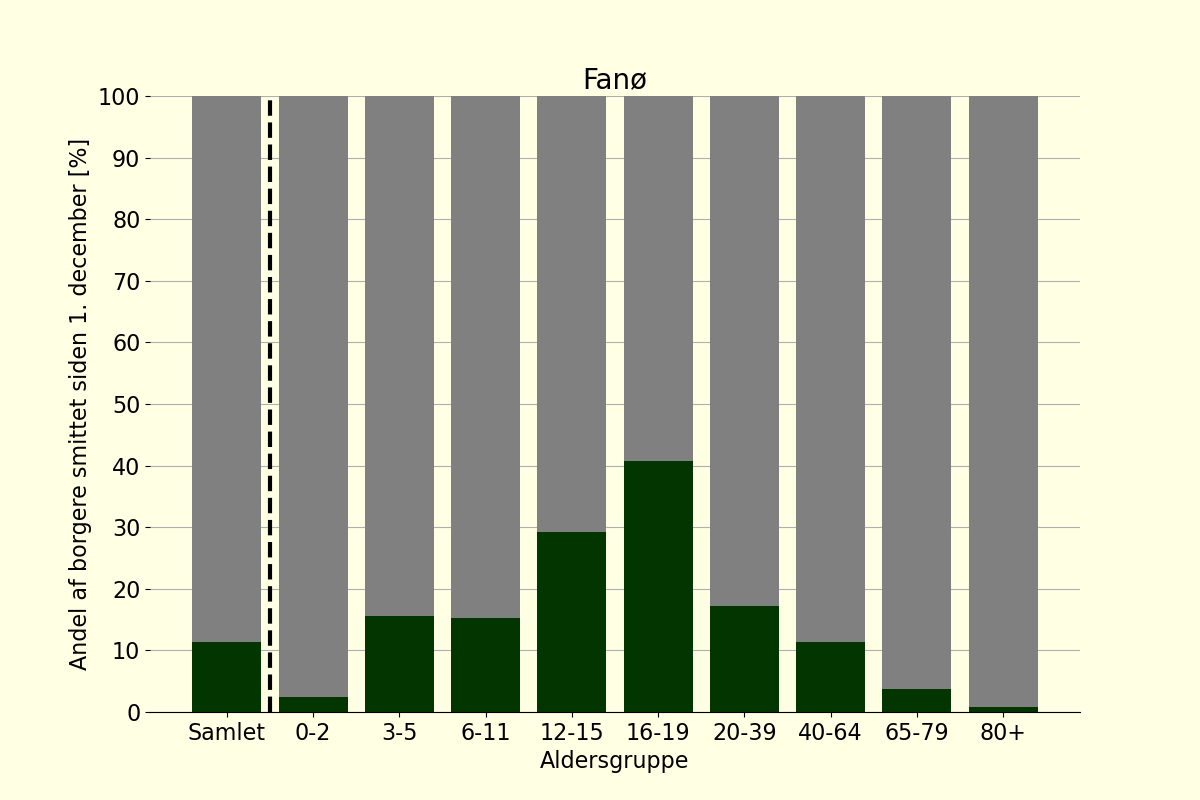 Fanø
Andel af borgere smittet siden 1. december [%]
100
90
80
70
60
50
40
30
20
10
0
Samlet 0-2 3-5 6-11 12-15 16-19 20-39 40-64 65-79 80+
Aldersgruppe